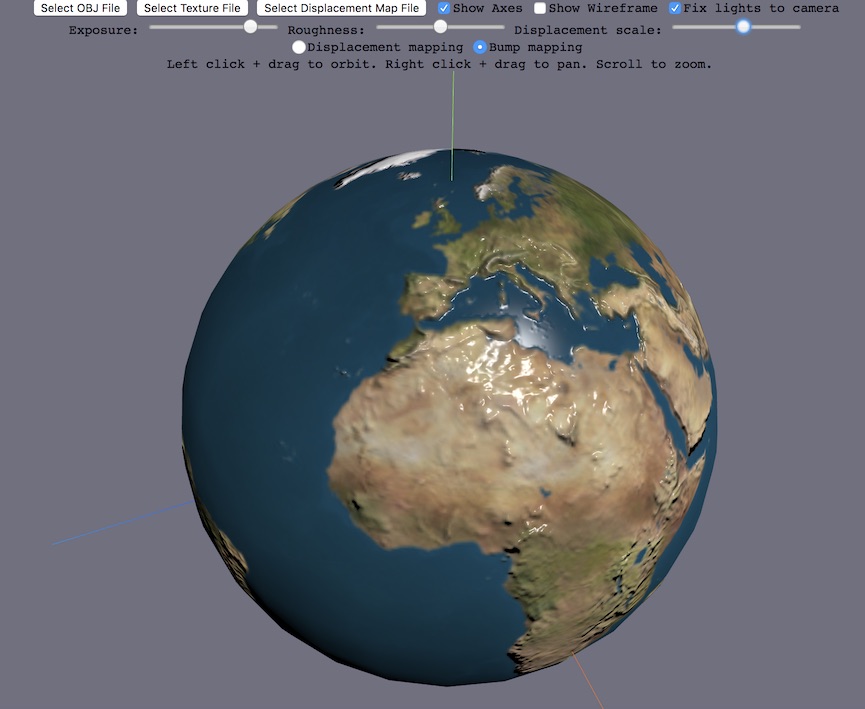 Select OBJ File Select Texture File Select Displacement Map File Show Axes Show Wireframe Fix lights to camera
Exposure: Roughness: Displacement scale:
Displacement mapping Bump mapping
Left click + drag to orbit. Right click + drag to pan. Scroll to zoom.